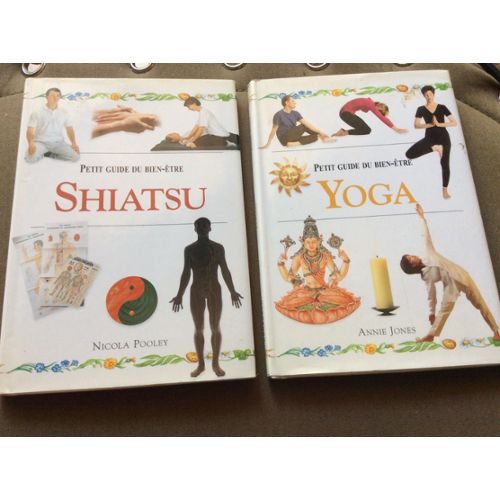 PETIT GUIDE DU BIEN-ÊTRE
SHIATSU
NICOLA POOLEY
PETIT GUIDE DU BIEN-ÊTRE
YOGA
ANNIE JONES